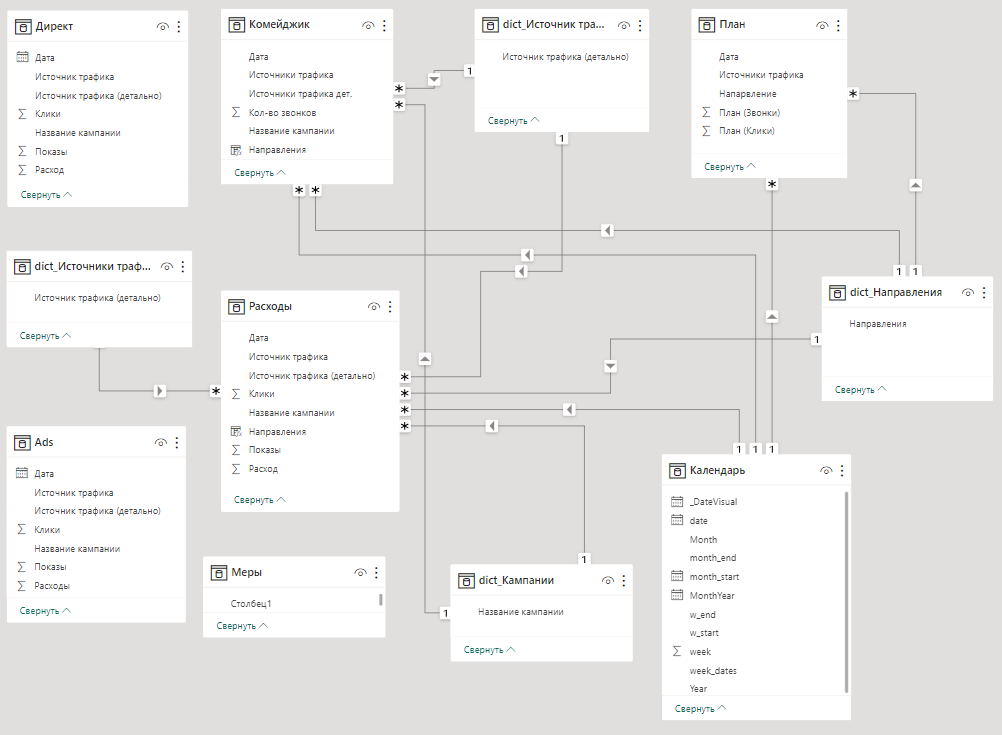 Директ
Дата
Источник трафика
Источник трафика (детально)
Клики
Название кампании
Показы
Расход
Свернуть
Комейджик
Дата
Источники трафика
Источники трафика дет.
Кол-во звонков
Название кампании
Направления
Свернуть
dict_Источник тра...
Источник трафика (детально)
Свернуть
План
Дата
Источники трафика
Напарвление
План (Звонки)
План (Клики)
Свернуть
dict_Источники траф...
Источник трафика (детально)
Свернуть
Расходы
Дата
Источник трафика
Источник трафика (детально)
Клики
Название кампании
Направления
Показы
Расход
Свернуть
dict_Направления
Направления
Свернуть
Ads
Дата
Источник трафика
Источник трафика (детально)
Клики
Название кампании
Показы
Расходы
Свернуть
Меры
Столбец1
Свернуть
dict_Кампании
Название кампании
Свернуть
Календарь
_DateVisual
date
Month
month_end
month_start
MonthYear
w_end
w_start
week
week_dates
Year
Свернуть